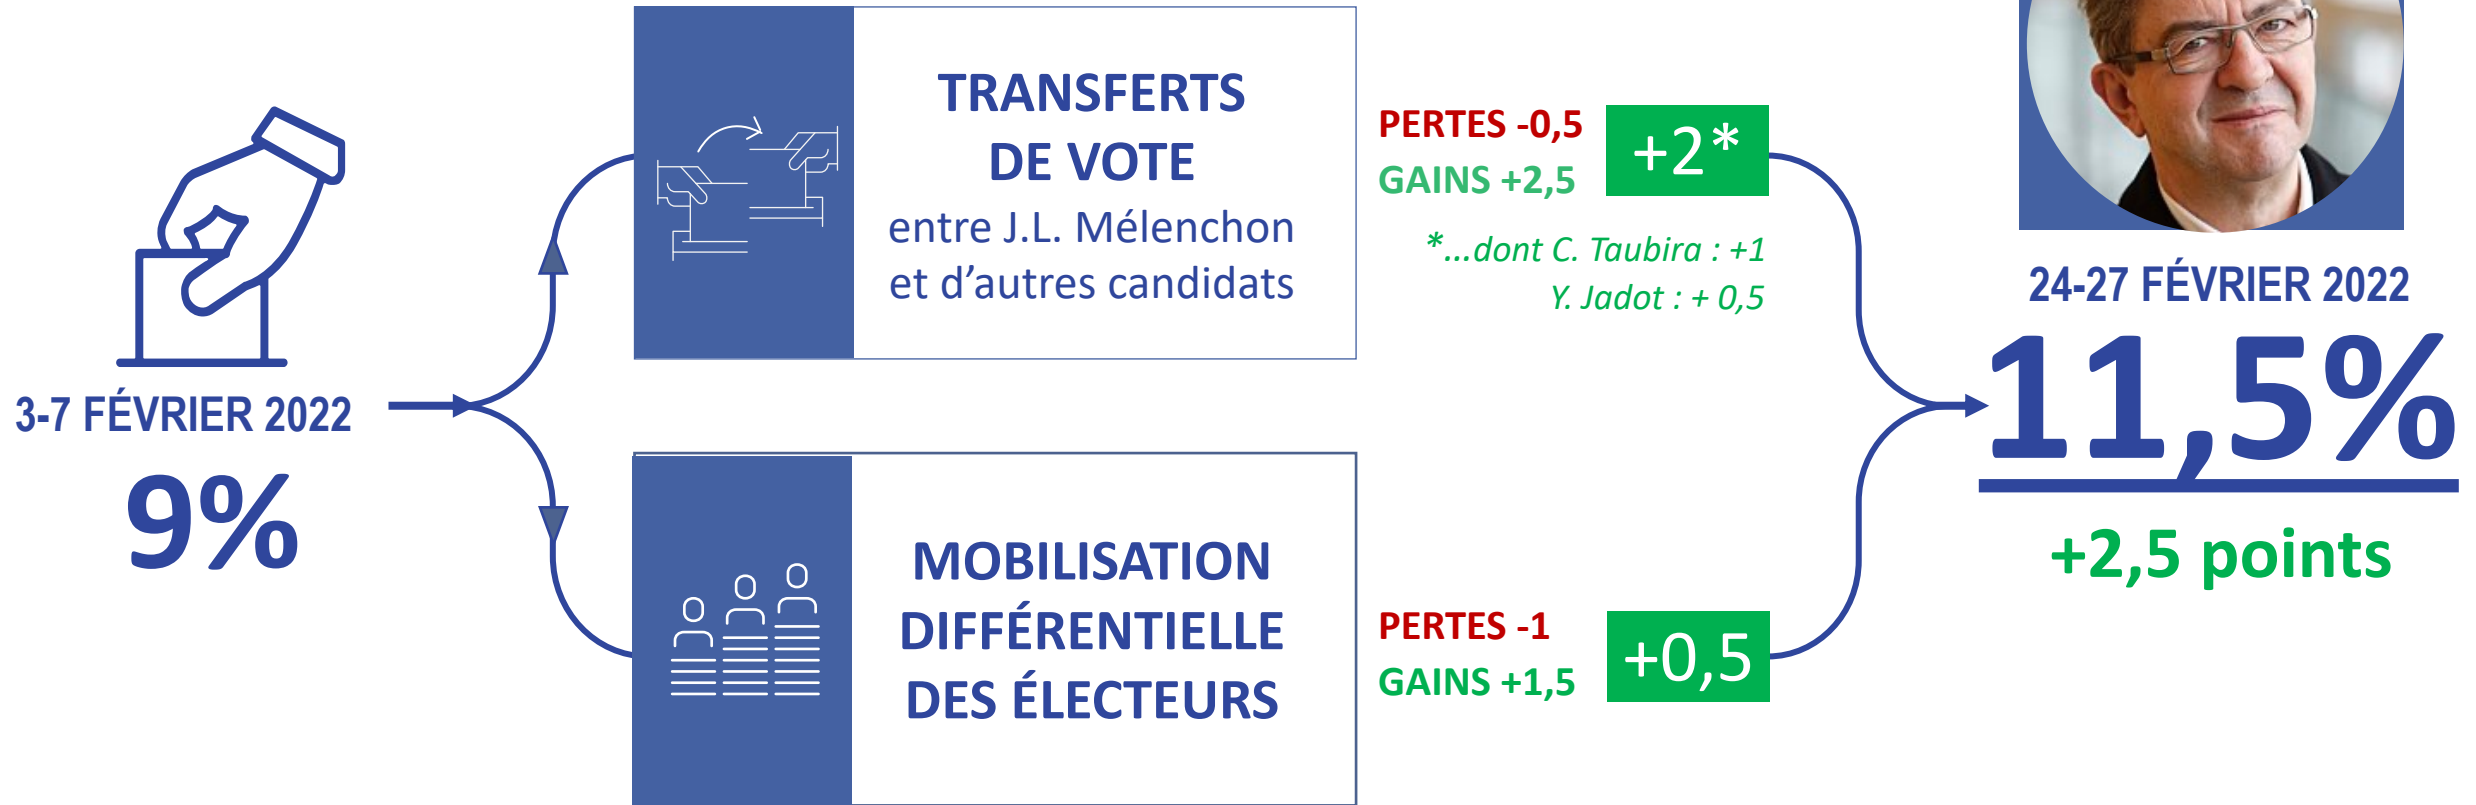 3-7 FÉVRIER 2022
9%
TRANSFERTS
DE VOTE
entre J.L. Mélenchon
et d’autres candidats
PERTES -0,5
GAINS +2,5
+2*
*...dont C. Taubira : +1
Y. Jadot : + 0,5
MOBILISATION
DIFFÉRENTIELLE
DES ÉLECTEURS
PERTES -1
GAINS +1,5
+0,5
24-27 FÉVRIER 2022
11,5%
+2,5 points